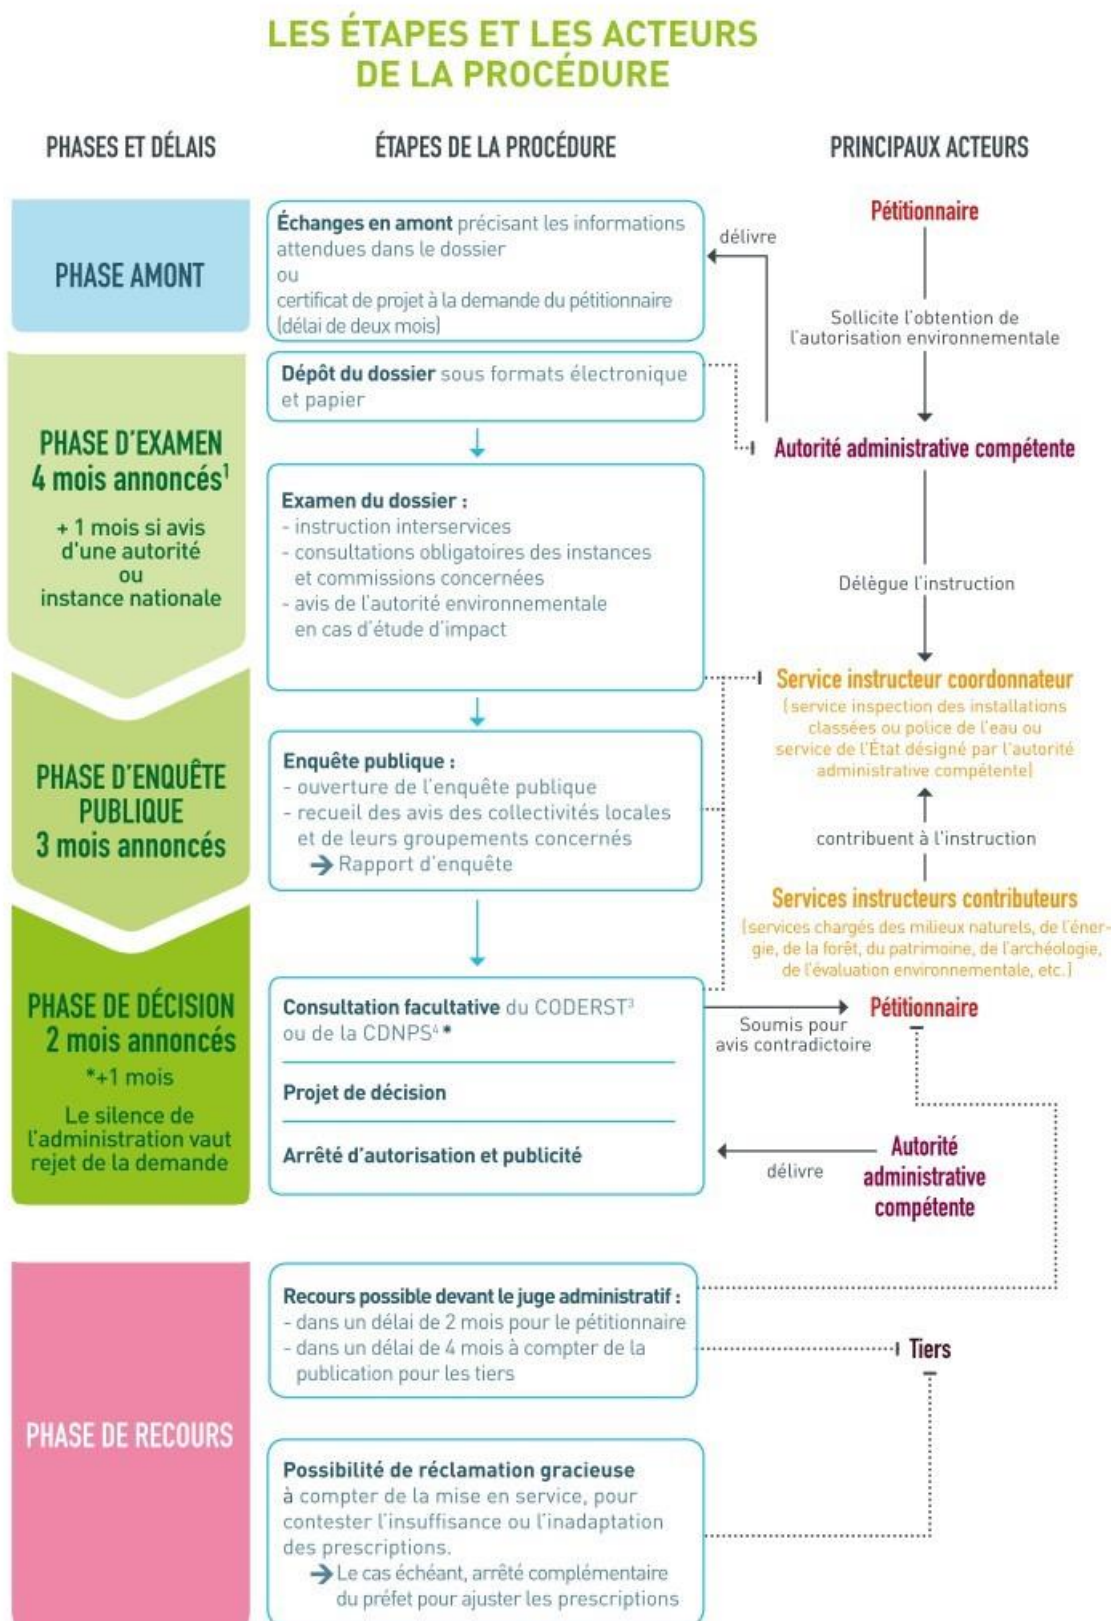 LES ÉTAPES ET LES ACTEURS
DE LA PROCÉDURE
PHASES ET DÉLAIS
ÉTAPES DE LA PROCÉDURE
PRINCIPAUX ACTEURS
PHASE AMONT
Échanges en amont précisant les informations
attendues dans le dossier
ou
certificat de projet à la demande du pétitionnaire
(délai de deux mois)
délivre
Pétitionnaire
Sollicite l'obtention de
l'autorisation environnementale
PHASE D'EXAMEN
4 mois annoncés¹
+ 1 mois si avis
d'une autorité
ou
instance nationale
Dépôt du dossier sous formats électronique
et papier
Autorité administrative compétente
Examen du dossier :
- instruction interservices
- consultations obligatoires des instances
et commissions concernées
- avis de l'autorité environnementale
en cas d'étude d'impact
Délègue l'instruction
Service instructeur coordonnateur
(service inspection des installations
classées ou police de l'eau ou
service de l'État désigné par l'autorité
administrative compétente)
PHASE D'ENQUÊTE
PUBLIQUE
3 mois annoncés
Enquête publique :
- ouverture de l'enquête publique
- recueil des avis des collectivités locales
et de leurs groupements concernés
→ Rapport d'enquête
contribuent à l'instruction
Services instructeurs contributeurs
(services chargés des milieux naturels, de l'éner-
gie, de la forêt, du patrimoine, de l'archéologie,
de l'évaluation environnementale, etc.)
PHASE DE DÉCISION
2 mois annoncés
*+1 mois
Le silence de
l'administration vaut
rejet de la demande
Consultation facultative du CODERST³
ou de la CDNPS⁴ *
Projet de décision
Arrêté d'autorisation et publicité
Soumis pour
avis contradictoire
Pétitionnaire
délivre
Autorité
administrative
compétente
PHASE DE RECOURS
Recours possible devant le juge administratif :
- dans un délai de 2 mois pour le pétitionnaire
- dans un délai de 4 mois à compter de la
publication pour les tiers
Tiers
Possibilité de réclamation gracieuse
à compter de la mise en service, pour
contester l'insuffisance ou l'inadaptation
des prescriptions.
→ Le cas échéant, arrêté complémentaire
du préfet pour ajuster les prescriptions